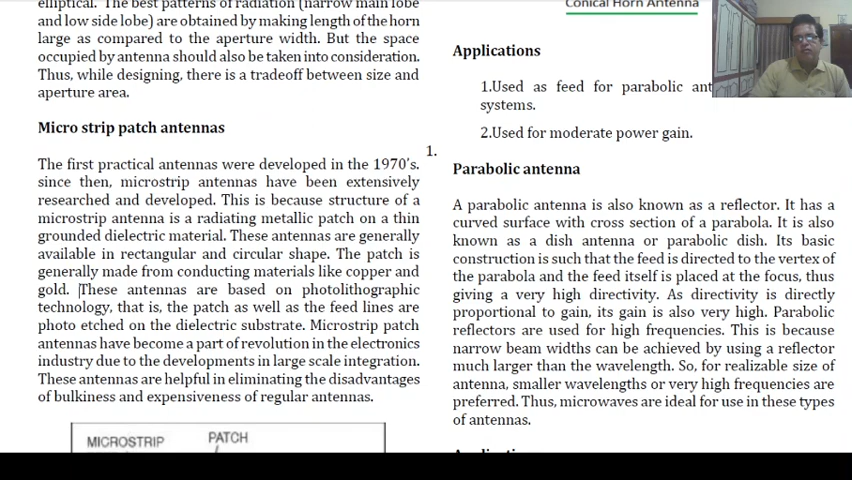 elliptical. The best patterns of radiation (narrow main lobe
and low side lobe) are obtained by making length of the horn
large as compared to the aperture width. But the space
occupied by antenna should also be taken into consideration.
Thus, while designing, there is a tradeoff between size and
aperture area.
Micro strip patch antennas
The first practical antennas were developed in the 1970's.
since then, microstrip antennas have been extensively
researched and developed. This is because structure of a
microstrip antenna is a radiating metallic patch on a thin
grounded dielectric material. These antennas are generally
available in rectangular and circular shape. The patch is
generally made from conducting materials like copper and
gold. These antennas are based on photolithographic
technology, that is, the patch as well as the feed lines are
photo etched on the dielectric substrate. Microstrip patch
antennas have become a part of revolution in the electronics
industry due to the developments in large scale integration.
These antennas are helpful in eliminating the disadvantages
of bulkiness and expensiveness of regular antennas.
MICROSTRIP PATCH
Conical Horn Antenna
Applications
1.Used as feed for parabolic
systems.
2.Used for moderate power gain.
1.
Parabolic antenna
A parabolic antenna is also known as a reflector. It has a
curved surface with cross section of a parabola. It is also
known as a dish antenna or parabolic dish. Its basic
construction is such that the feed is directed to the vertex of
the parabola and the feed itself is placed at the focus, thus
giving a very high directivity. As directivity is directly
proportional to gain, its gain is also very high. Parabolic
reflectors are used for high frequencies. This is because
narrow beam widths can be achieved by using a reflector
much larger than the wavelength. So, for realizable size of
antenna, smaller wavelengths or very high frequencies are
preferred. Thus, microwaves are ideal for use in these types
of antennas.